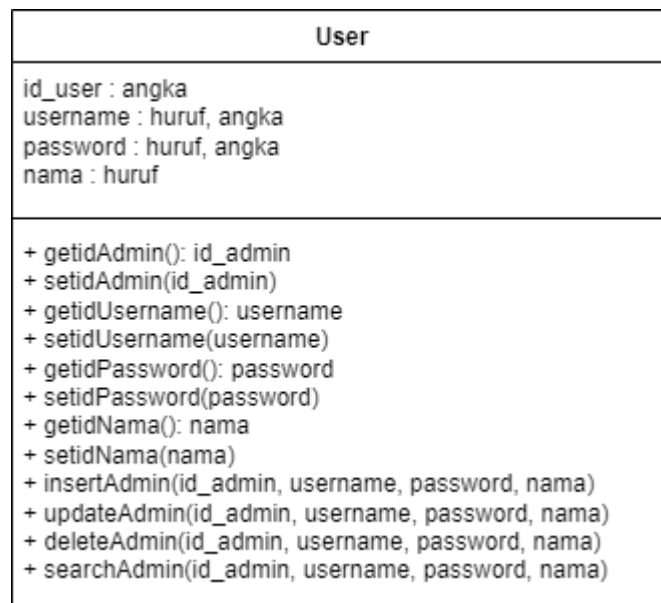 User
id_user : angka
username : huruf, angka
password : huruf, angka
nama : huruf
+ getidAdmin(): id_admin
+ setidAdmin(id_admin)
+ getidUsername(): username
+ setidUsername(username)
+ getidPassword(): password
+ setidPassword(password)
+ getidNama(): nama
+ setidNama(nama)
+ insertAdmin(id_admin, username, password, nama)
+ updateAdmin(id_admin, username, password, nama)
+ deleteAdmin(id_admin, username, password, nama)
+ searchAdmin(id_admin, username, password, nama)